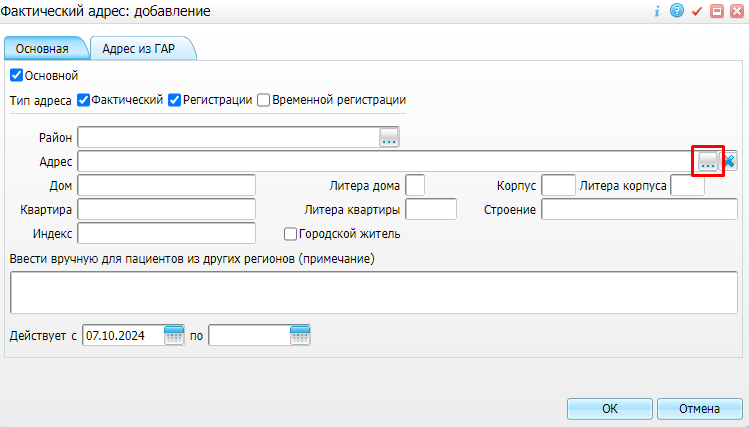 Фактический адрес: добавление
Основная Адрес из ГАР
Основной
Тип адреса Фактический Регистрации Временной регистрации
Район ...
Адрес ...
Дом Литера дома Корпус Литера корпуса
Квартира Литера квартиры Строение
Индекс Городской житель
Ввести вручную для пациентов из других регионов (примечание)
Действует с 07.10.2024 по
ОК Отмена